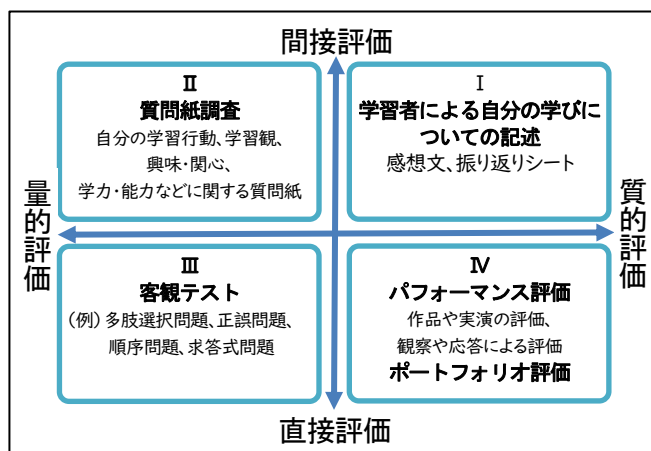 間接評価
Ⅱ
質問紙調査
自分の学習行動、学習観、
興味・関心、
学力・能力などに関する質問紙
Ⅰ
学習者による自分の学びに
ついての記述
感想文、振り返りシート
量的評価
質的評価
Ⅲ
客観テスト
(例)多肢選択問題、正誤問題、
順序問題、求答式問題
Ⅳ
パフォーマンス評価
作品や実演の評価、
観察や応答による評価
ポートフォリオ評価
直接評価